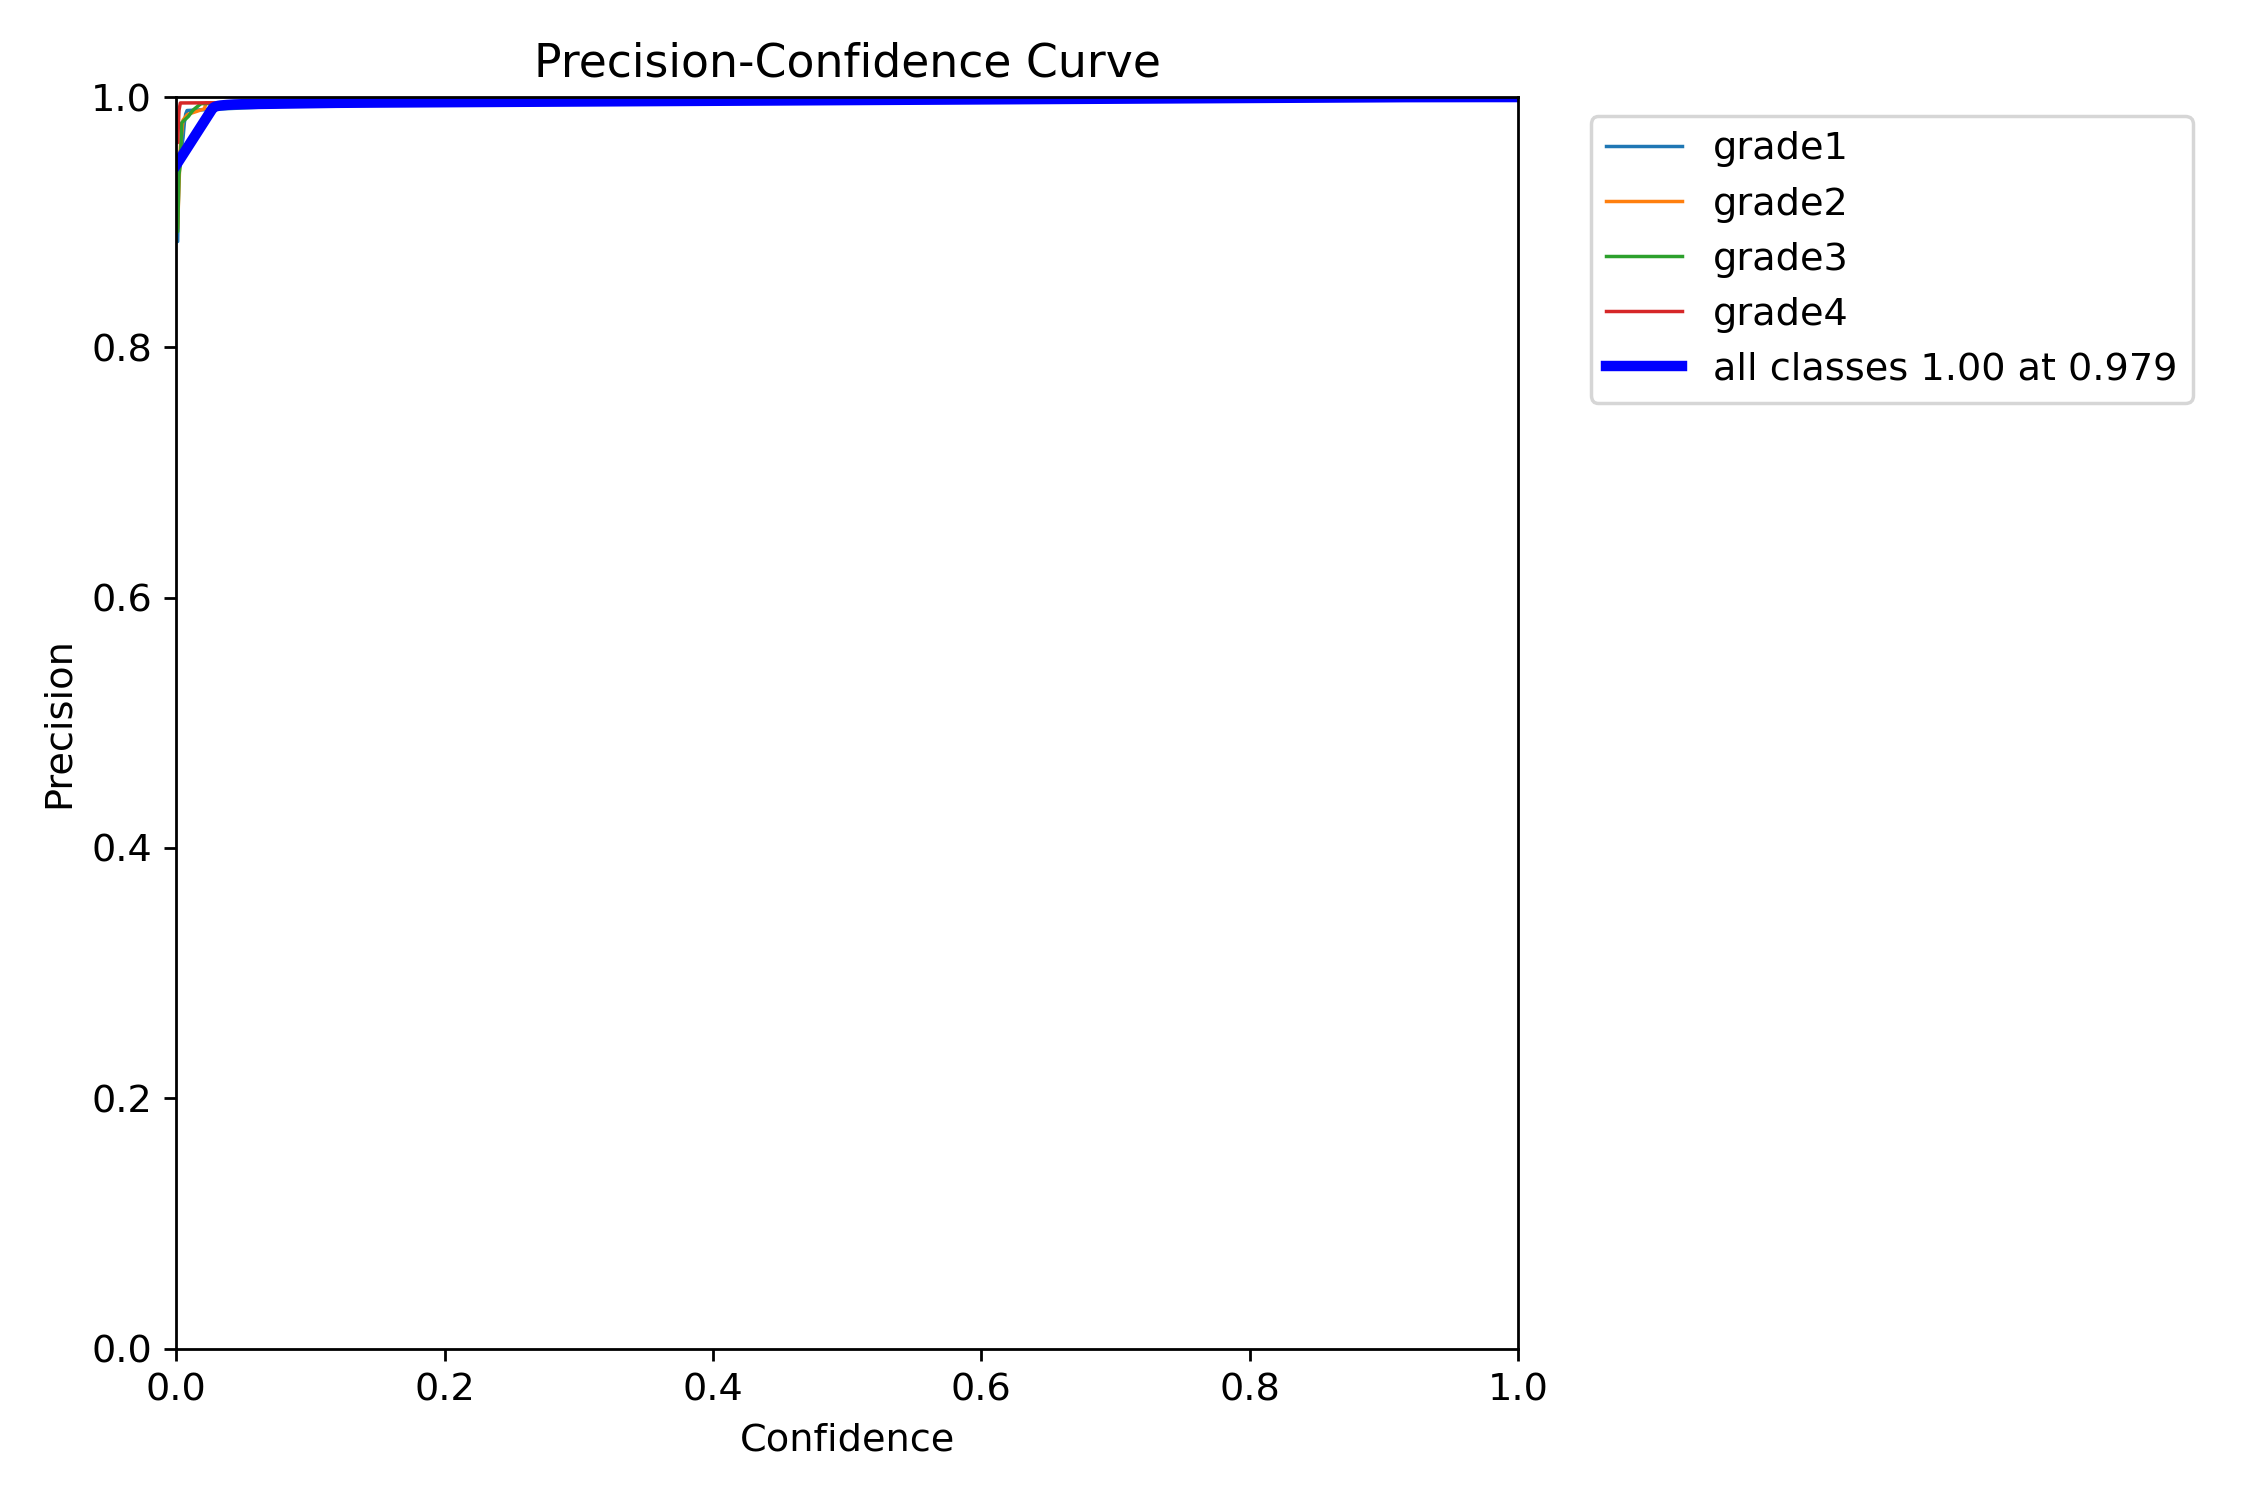 Precision-Confidence Curve
1.0
0.8
0.6
0.4
0.2
0.0
Precision
0.0 0.2 0.4 0.6 0.8 1.0
Confidence
grade1
grade2
grade3
grade4
all classes 1.00 at 0.979